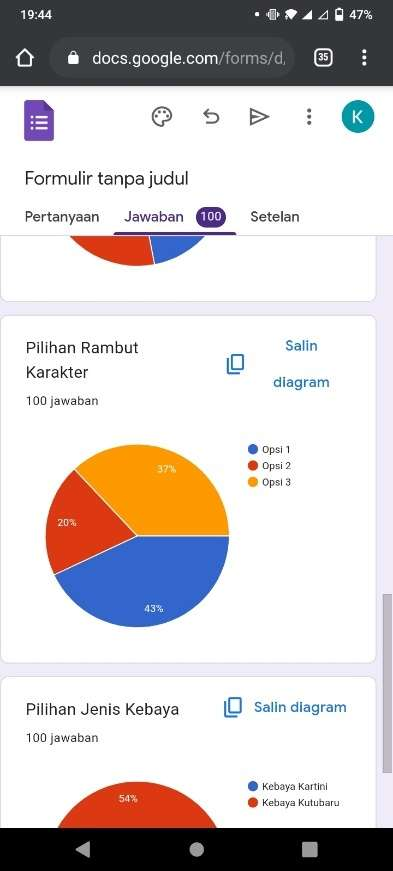 19:44
47%
docs.google.com/forms/d,
35
K
Formulir tanpa judul
Pertanyaan
Jawaban
100
Setelan
Pilihan Rambut
Karakter
Salin
diagram
100 jawaban
37%
20%
43%
Opsi 1
Opsi 2
Opsi 3
Pilihan Jenis Kebaya
Salin diagram
100 jawaban
54%
Kebaya Kartini
Kebaya Kutubaru